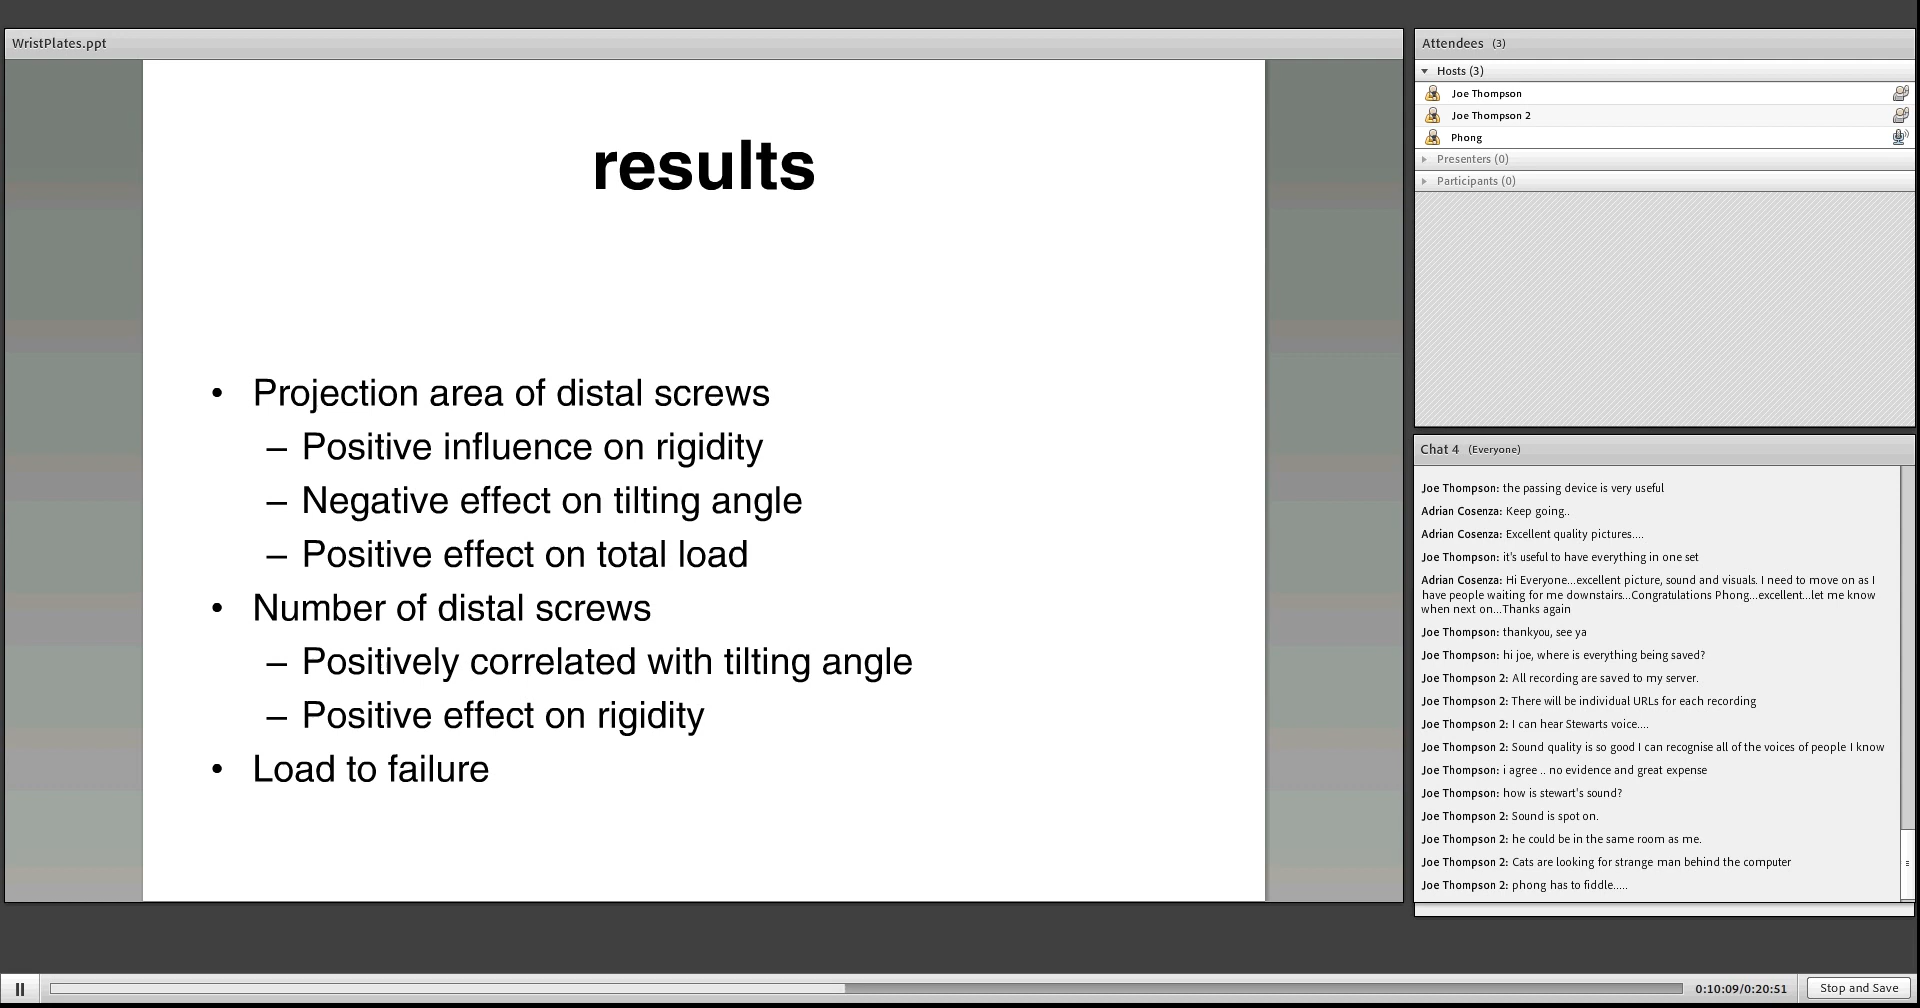 WristPlates.ppt
results
• Projection area of distal screws
– Positive influence on rigidity
– Negative effect on tilting angle
– Positive effect on total load
• Number of distal screws
– Positively correlated with tilting angle
– Positive effect on rigidity
• Load to failure
Attendees (3)
Hosts (3)
Joe Thompson
Joe Thompson 2
Phong
Presenters (0)
Participants (0)
Chat 4 (Everyone)
Joe Thompson: the passing device is very useful
Adrian Cosenza: Keep going..
Adrian Cosenza: Excellent quality pictures....
Joe Thompson: it's useful to have everything in one set
Adrian Cosenza: Hi Everyone...excellent picture, sound and visuals. I need to move on as I
have people waiting for me downstairs...Congratulations Phong...excellent...let me know
when next on...Thanks again
Joe Thompson: thankyou, see ya
Joe Thompson: hi joe, where is everything being saved?
Joe Thompson 2: All recording are saved to my server.
Joe Thompson 2: There will be individual URLs for each recording
Joe Thompson 2: I can hear Stewarts voice....
Joe Thompson 2: Sound quality is so good I can recognise all of the voices of people I know
Joe Thompson: i agree .. no evidence and great expense
Joe Thompson: how is stewart's sound?
Joe Thompson 2: Sound is spot on.
Joe Thompson 2: he could be in the same room as me.
Joe Thompson 2: Cats are looking for strange man behind the computer
Joe Thompson 2: phong has to fiddle.....
0:10:09/0:20:51
Stop and Save